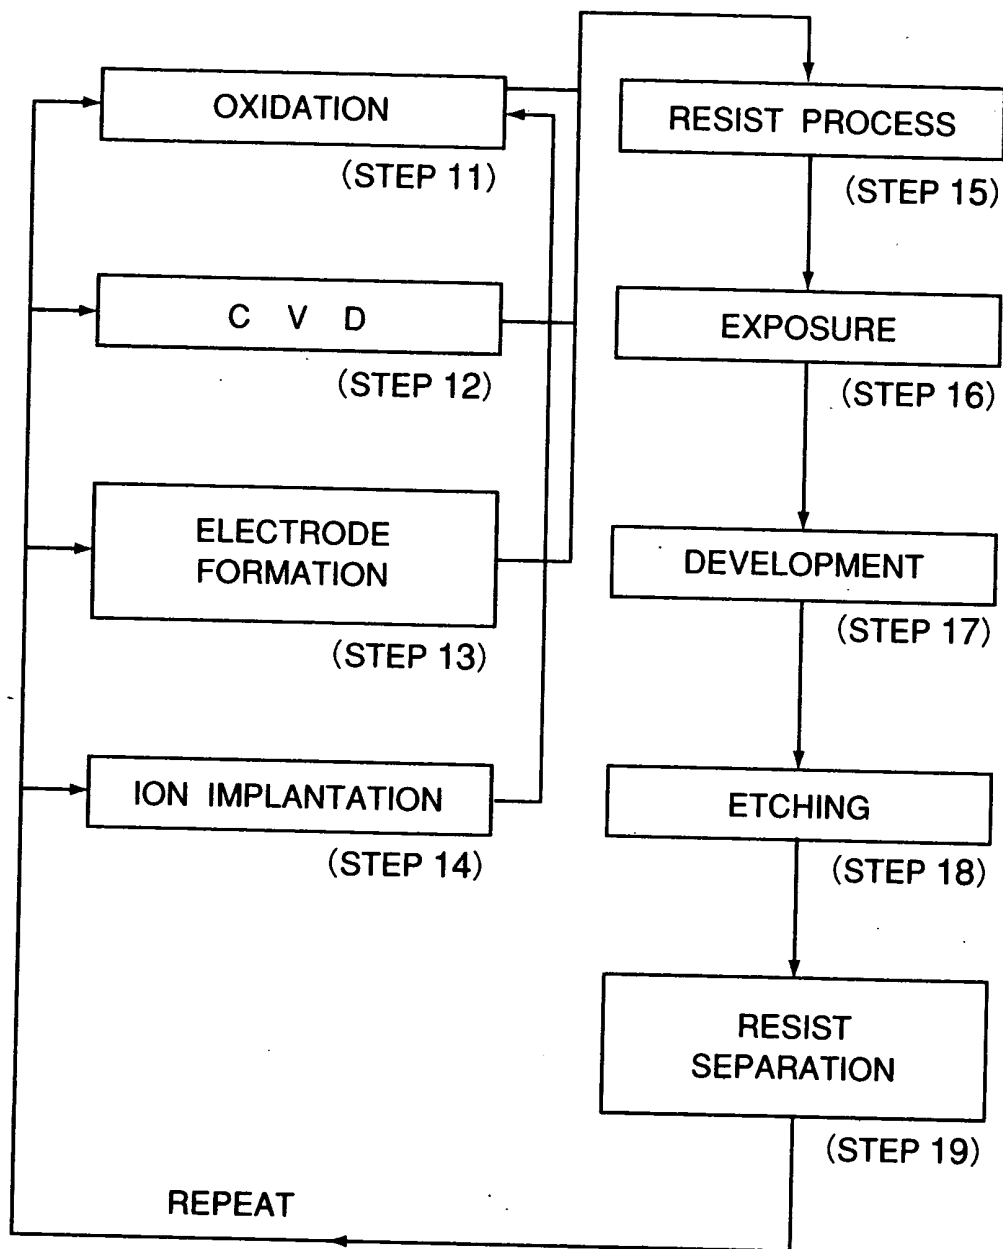 OXIDATION
(STEP 11)
C V D
(STEP 12)
ELECTRODE
FORMATION
(STEP 13)
ION IMPLANTATION
(STEP 14)
RESIST PROCESS
(STEP 15)
EXPOSURE
(STEP 16)
DEVELOPMENT
(STEP 17)
ETCHING
(STEP 18)
RESIST
SEPARATION
(STEP 19)
REPEAT